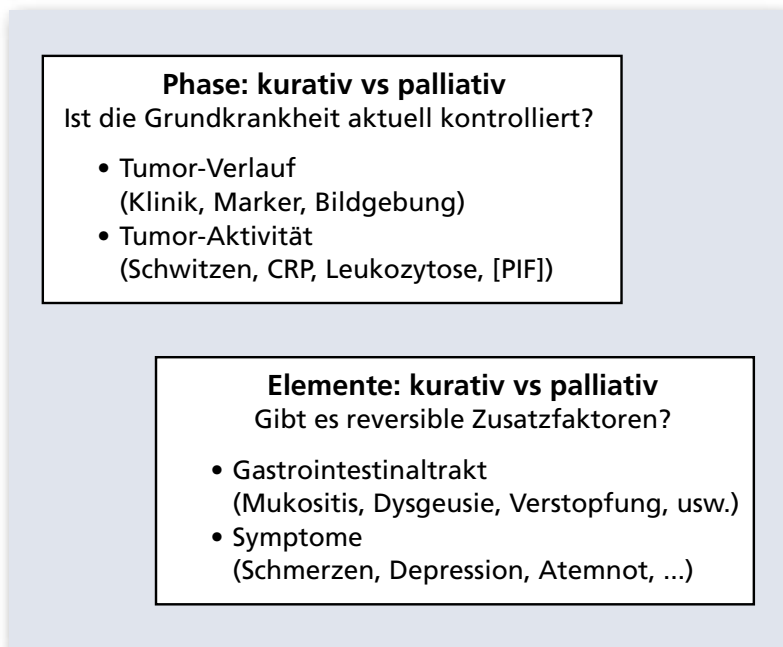 Phase: kurativ vs palliativ
Ist die Grundkrankheit aktuell kontrolliert?
• Tumor-Verlauf
(Klinik, Marker, Bildgebung)
• Tumor-Aktivität
(Schwitzen, CRP, Leukozytose, [PIF])
Elemente: kurativ vs palliativ
Gibt es reversible Zusatzfaktoren?
• Gastrointestinaltrakt
(Mukositis, Dysgeusie, Verstopfung, usw.)
• Symptome
(Schmerzen, Depression, Atemnot, ...)